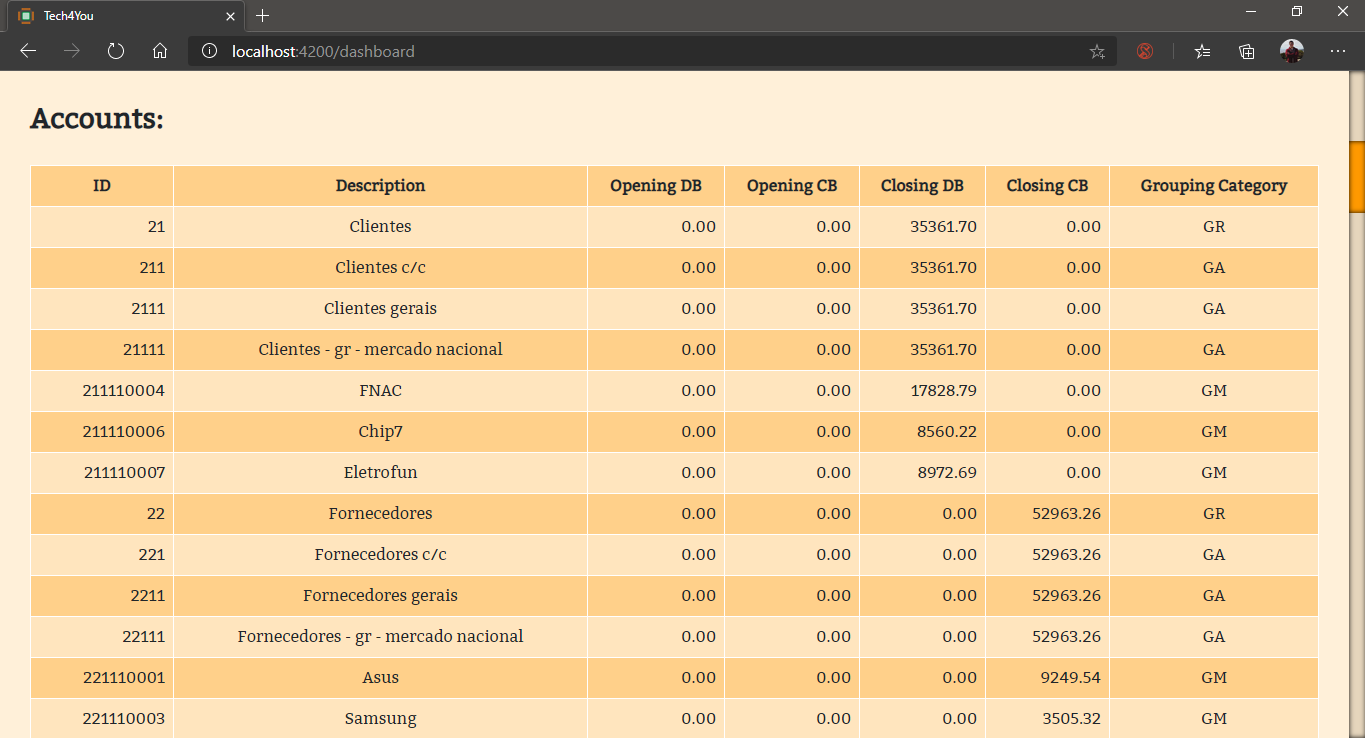 Tech4You
localhost:4200/dashboard
Accounts:
ID Description Opening DB Opening CB Closing DB Closing CB Grouping Category
21 Clientes 0.00 0.00 35361.70 0.00 GR
211 Clientes c/c 0.00 0.00 35361.70 0.00 GA
2111 Clientes gerais 0.00 0.00 35361.70 0.00 GA
21111 Clientes - gr - mercado nacional 0.00 0.00 35361.70 0.00 GA
211110004 FNAC 0.00 0.00 17828.79 0.00 GM
211110006 Chip7 0.00 0.00 8560.22 0.00 GM
211110007 Eletrofun 0.00 0.00 8972.69 0.00 GM
22 Fornecedores 0.00 0.00 0.00 52963.26 GR
221 Fornecedores c/c 0.00 0.00 0.00 52963.26 GA
2211 Fornecedores gerais 0.00 0.00 0.00 52963.26 GA
22111 Fornecedores - gr - mercado nacional 0.00 0.00 0.00 52963.26 GA
221110001 Asus 0.00 0.00 0.00 9249.54 GM
221110003 Samsung 0.00 0.00 0.00 3505.32 GM